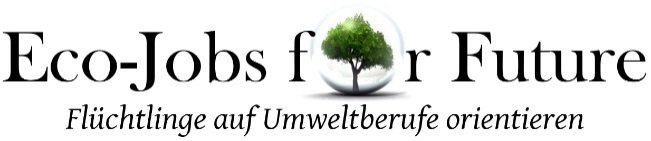 Eco-Jobs for Future
Flüchtlinge auf Umweltberufe orientieren